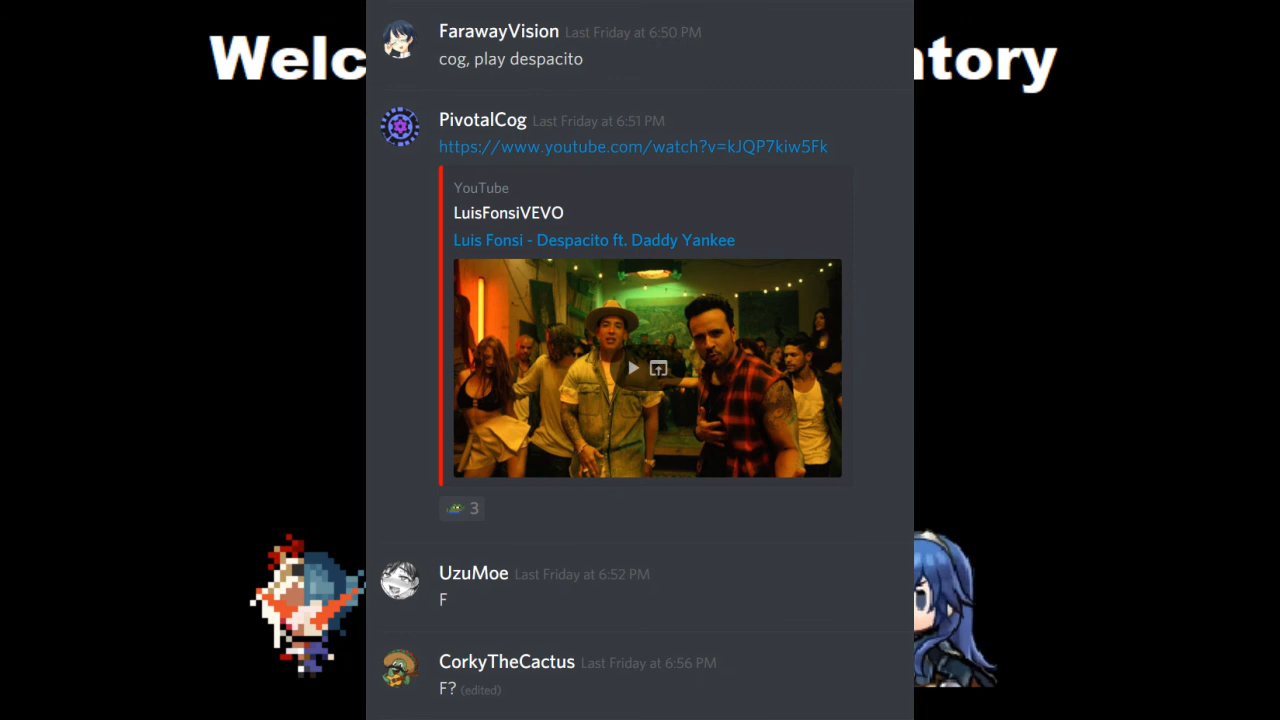 Welc
ntory
FarawayVision Last Friday at 6:50 PM
cog, play despacito
PivotalCog Last Friday at 6:51 PM
https://www.youtube.com/watch?v=kJQP7kiw5Fk
YouTube
LuisFonsiVEVO
Luis Fonsi - Despacito ft. Daddy Yankee
3
UzuMoe Last Friday at 6:52 PM
F
CorkyTheCactus Last Friday at 6:56 PM
F? (edited)